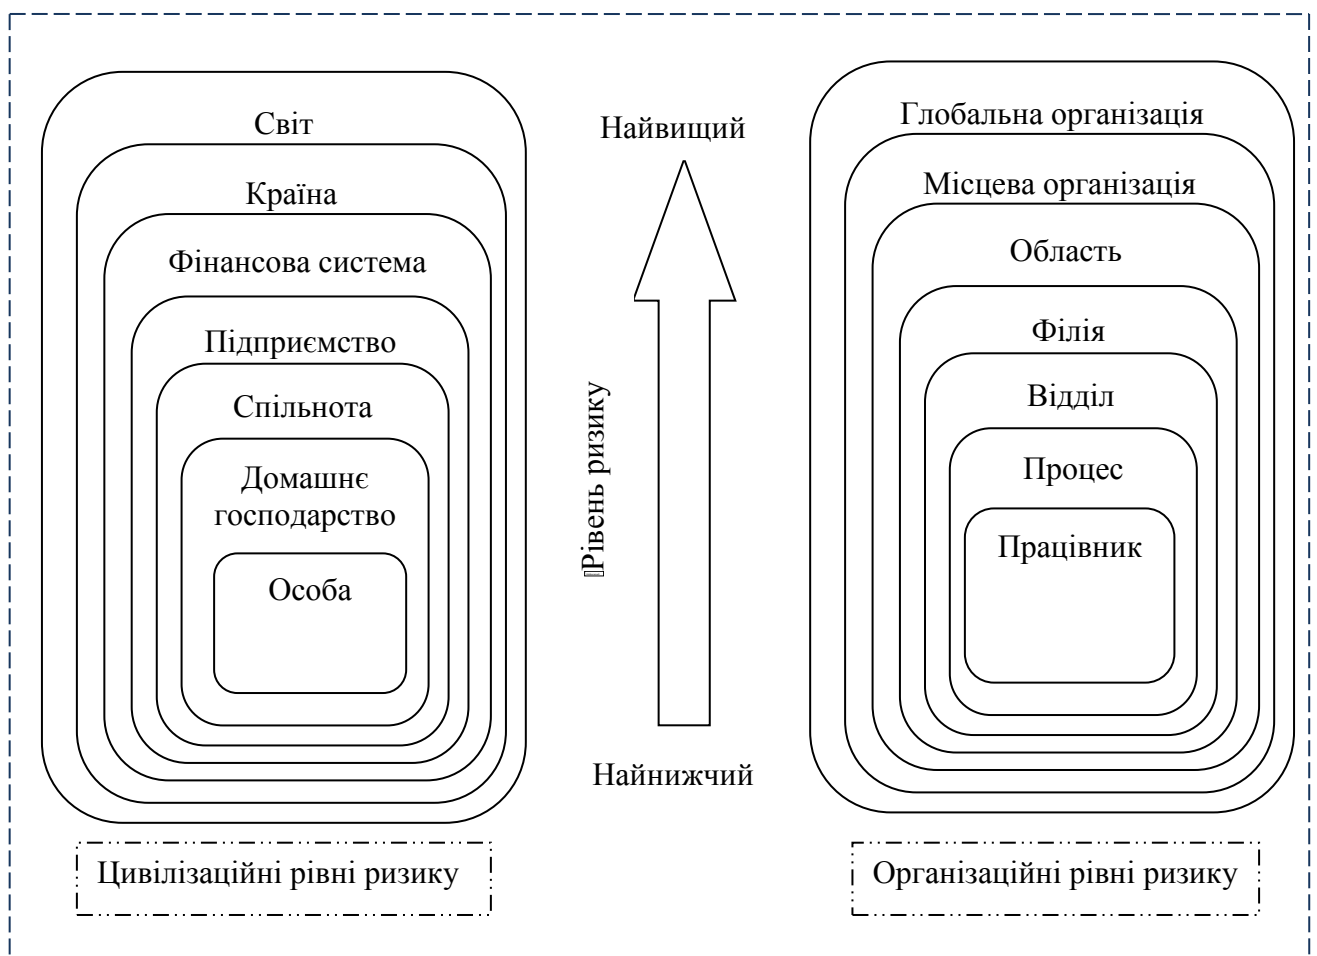 Світ
Країна
Фінансова система
Підприємство
Спільнота
Домашнє
господарство
Особа
Найвищий
Рівень ризику
Найнижчий
Глобальна організація
Місцева організація
Область
Філія
Відділ
Процес
Працівник
Цивілізаційні рівні ризику
Організаційні рівні ризику